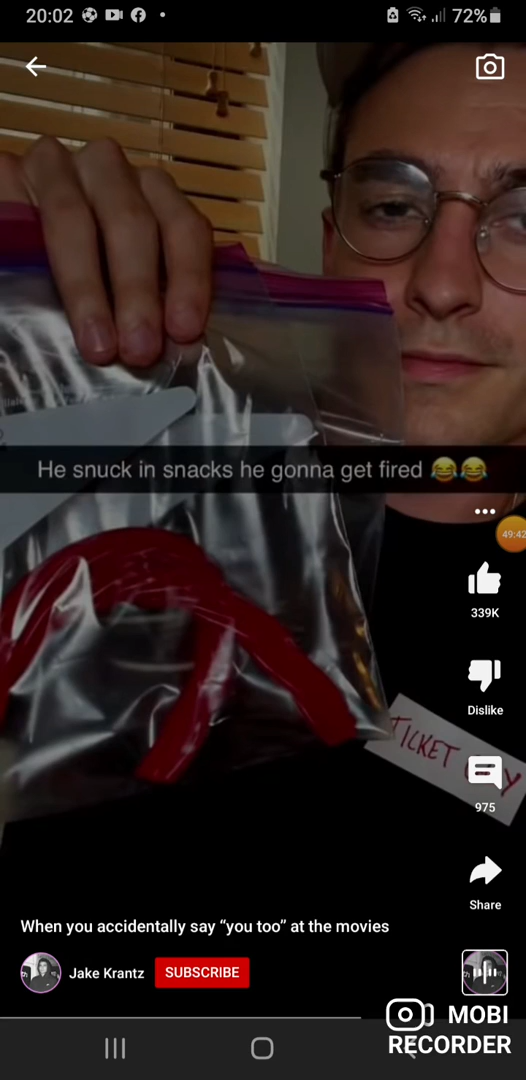 20:02
72%
He snuck in snacks he gonna get fired 😂😂
49:42
339K
Dislike
TICKET
975
Share
When you accidentally say “you too” at the movies
Jake Krantz
SUBSCRIBE
MOBI
RECORDER